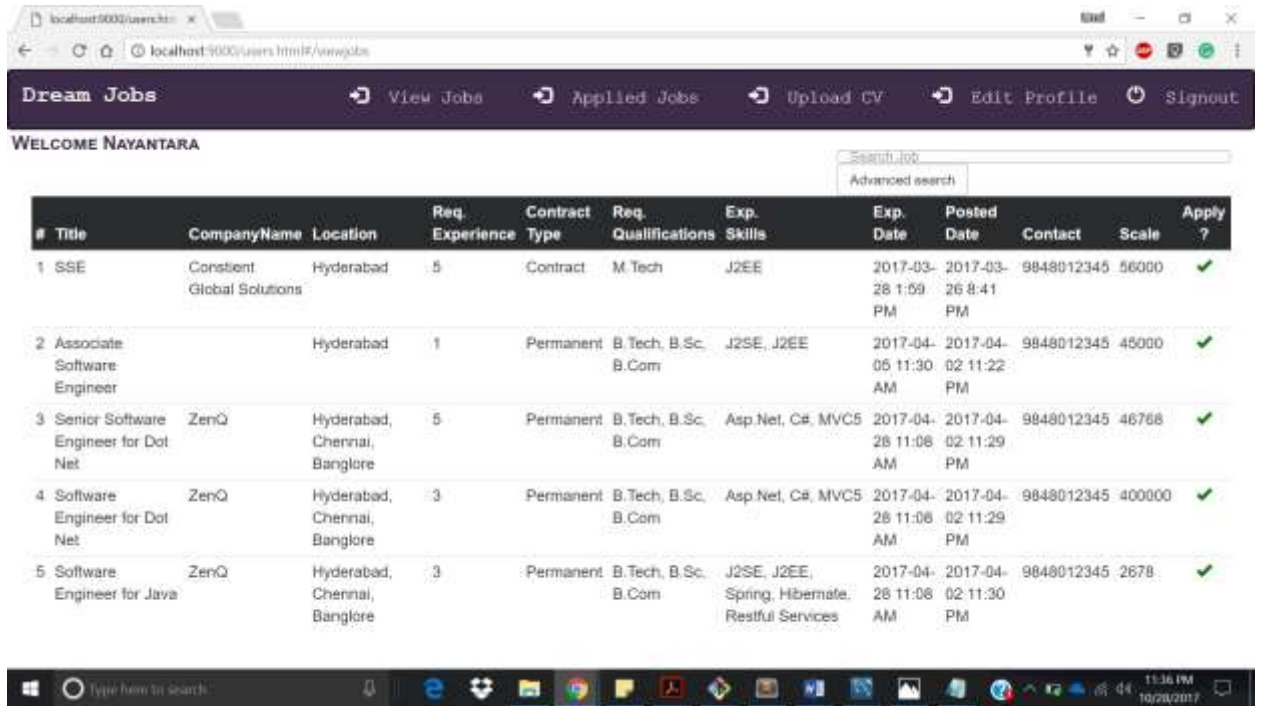 localhost:9000/users.htm
localhost:9000/users.html#/viewjobs
Dream Jobs View Jobs Applied Jobs Upload CV Edit Profile Signout
WELCOME NAYANTARA
Search Job
Advanced search
# Title CompanyName Location Req. Experience Contract Type Req. Qualifications Exp. Skills Exp. Date Posted Date Contact Scale Apply ?
1 SSE Constient Hyderabad 5 Contract M.Tech J2EE 2017-03- 2017-03- 9848012345 56000
Global Solutions 28 1:59 26 8:41
PM PM
2 Associate Hyderabad 1 Permanent B.Tech, B.Sc, J2SE, J2EE 2017-04- 2017-04- 9848012345 45000
Software B.Com 05 11:30 02 11:22
Engineer AM PM
3 Senior Software ZenQ Hyderabad, 5 Permanent B.Tech, B.Sc, Asp.Net, C#, MVC5 2017-04- 2017-04- 9848012345 46768
Engineer for Dot Chennai, B.Com 28 11:08 02 11:29
Net Banglore AM PM
4 Software ZenQ Hyderabad, 3 Permanent B.Tech, B.Sc, Asp.Net, C#, MVC5 2017-04- 2017-04- 9848012345 400000
Engineer for Dot Chennai, B.Com 28 11:08 02 11:29
Net Banglore AM PM
5 Software ZenQ Hyderabad, 3 Permanent B.Tech, B.Sc, J2SE, J2EE, 2017-04- 2017-04- 9848012345 2678
Engineer for Java Chennai, B.Com Spring, Hibernate, 28 11:08 02 11:30
Banglore Restful Services AM PM
Type here to search
11:36 PM
10/28/2017